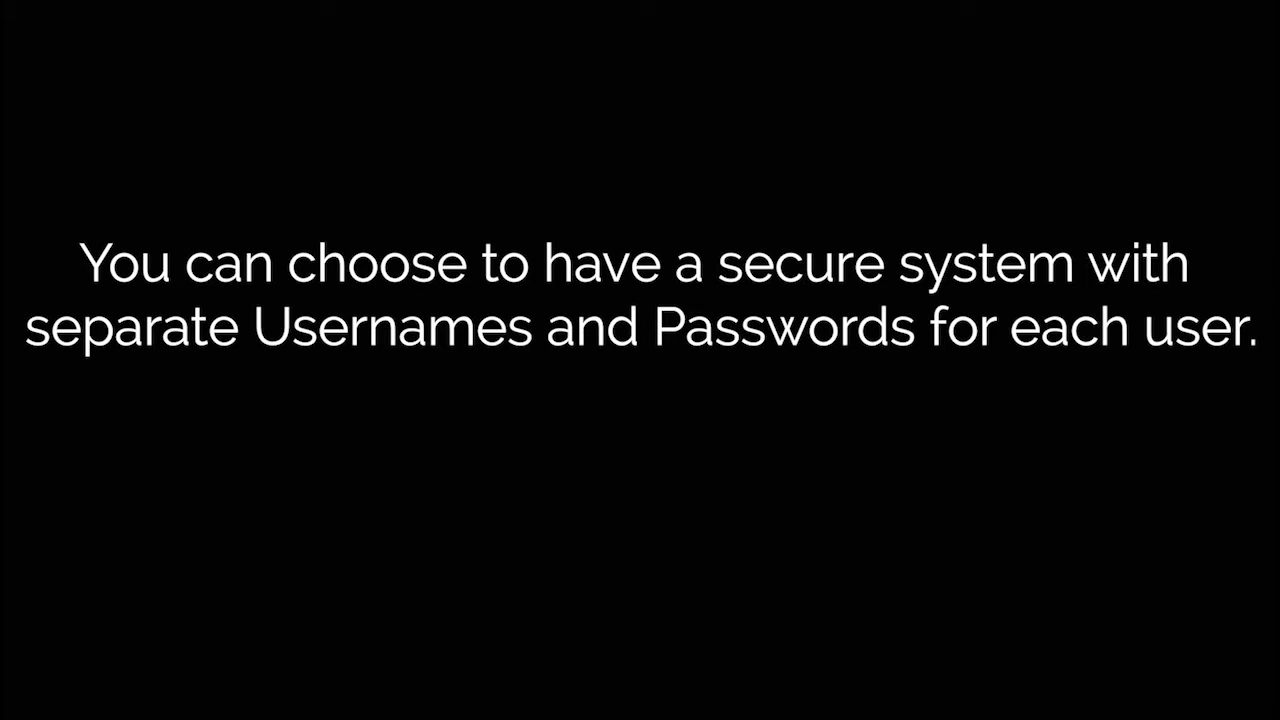 You can choose to have a secure system with
separate Usernames and Passwords for each user.